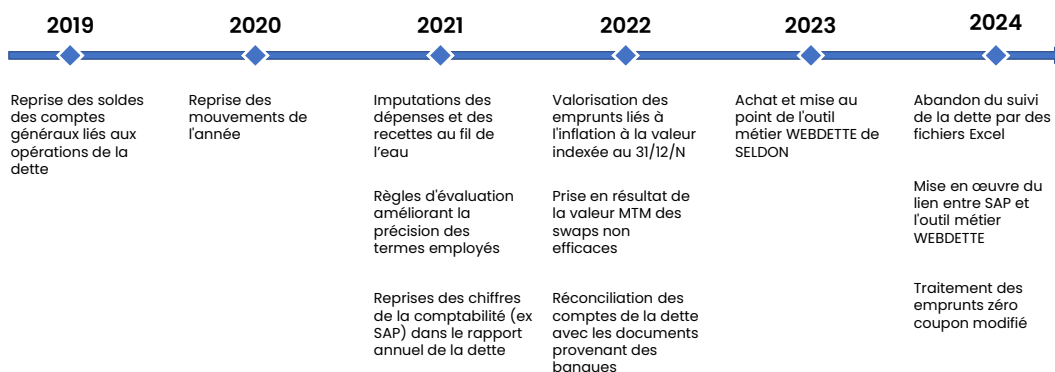 2019
2020
2021
2022
2023
2024
Reprise des soldes
des comptes
généraux liés aux
opérations de la
dette
Reprise des
mouvements de
l'année
Imputations des
dépenses et des
recettes au fil de
l’eau
Règles d'évaluation
améliorant la
précision des
termes employés
Reprises des chiffres
de la comptabilité (ex
SAP) dans le rapport
annuel de la dette
Valorisation des
emprunts liés à
l'inflation à la valeur
indexée au 31/12/N
Prise en résultat de
la valeur MTM des
swaps non
efficaces
Réconciliation des
comptes de la dette
avec les documents
provenant des
banques
Achat et mise au
point de l'outil
métier WEBDETTE de
SELDON
Abandon du suivi
de la dette par des
fichiers Excel
Mise en œuvre du
lien entre SAP et
l'outil métier
WEBDETTE
Traitement des
emprunts zéro
coupon modifié